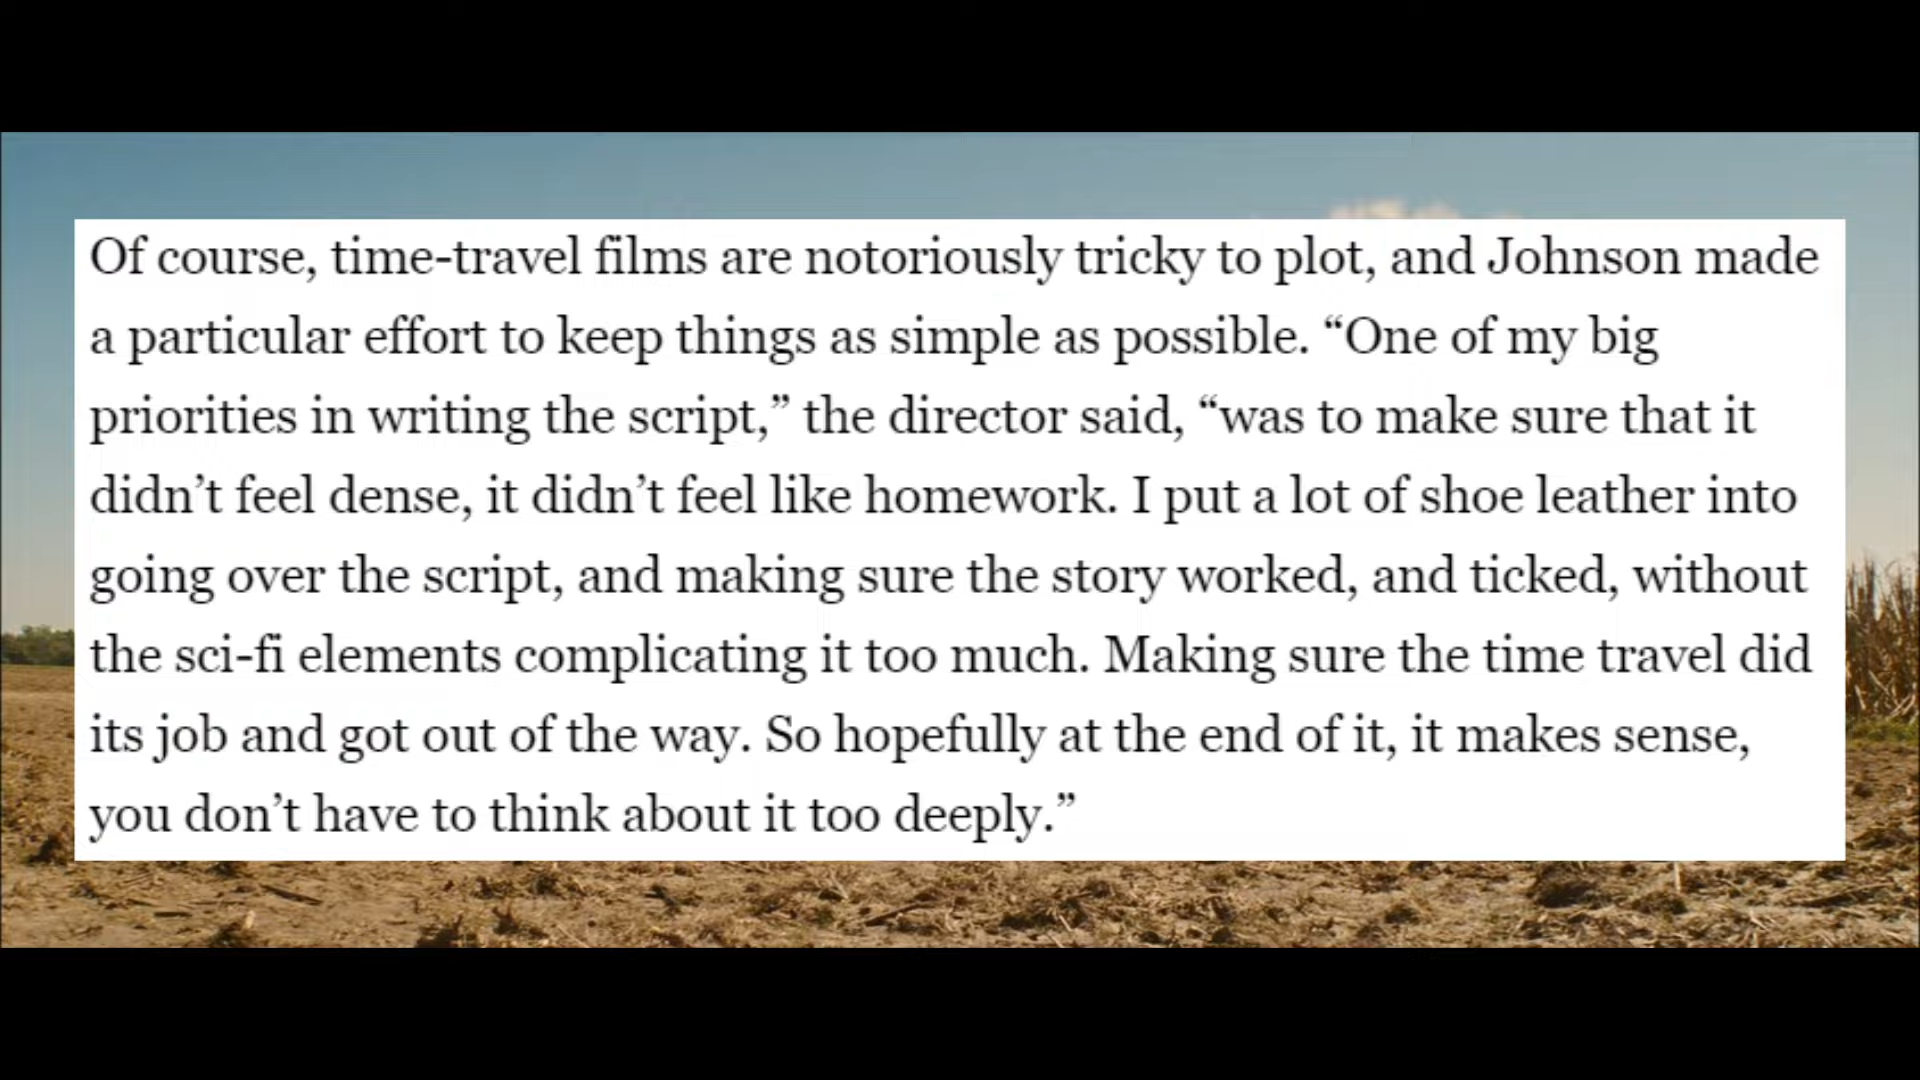 Of course, time-travel films are notoriously tricky to plot, and Johnson made
a particular effort to keep things as simple as possible. “One of my big
priorities in writing the script,” the director said, “was to make sure that it
didn’t feel dense, it didn’t feel like homework. I put a lot of shoe leather into
going over the script, and making sure the story worked, and ticked, without
the sci-fi elements complicating it too much. Making sure the time travel did
its job and got out of the way. So hopefully at the end of it, it makes sense,
you don’t have to think about it too deeply.”